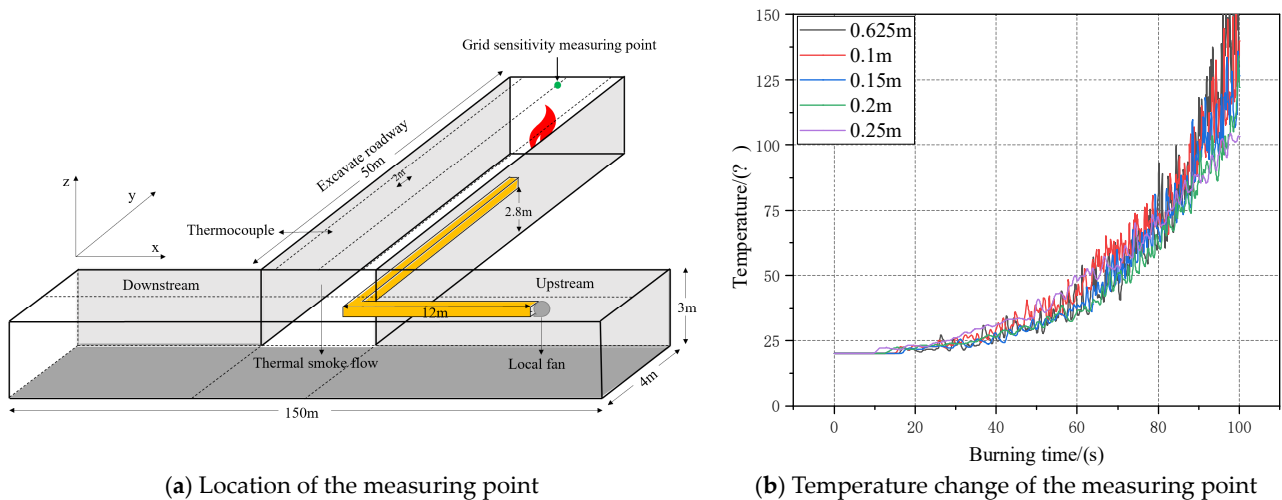 Grid sensitivity measuring point
Excavate roadway
50m
2m
z
y
x
Thermocouple
2.8m
Downstream
Upstream
12m
3m
Thermal smoke flow
Local fan
4m
150m
(a) Location of the measuring point
150
125
100
75
50
25
0
Temperature/(?
0.625m
0.1m
0.15m
0.2m
0.25m
0 20 40 60 80 100
Burning time/(s)
(b) Temperature change of the measuring point